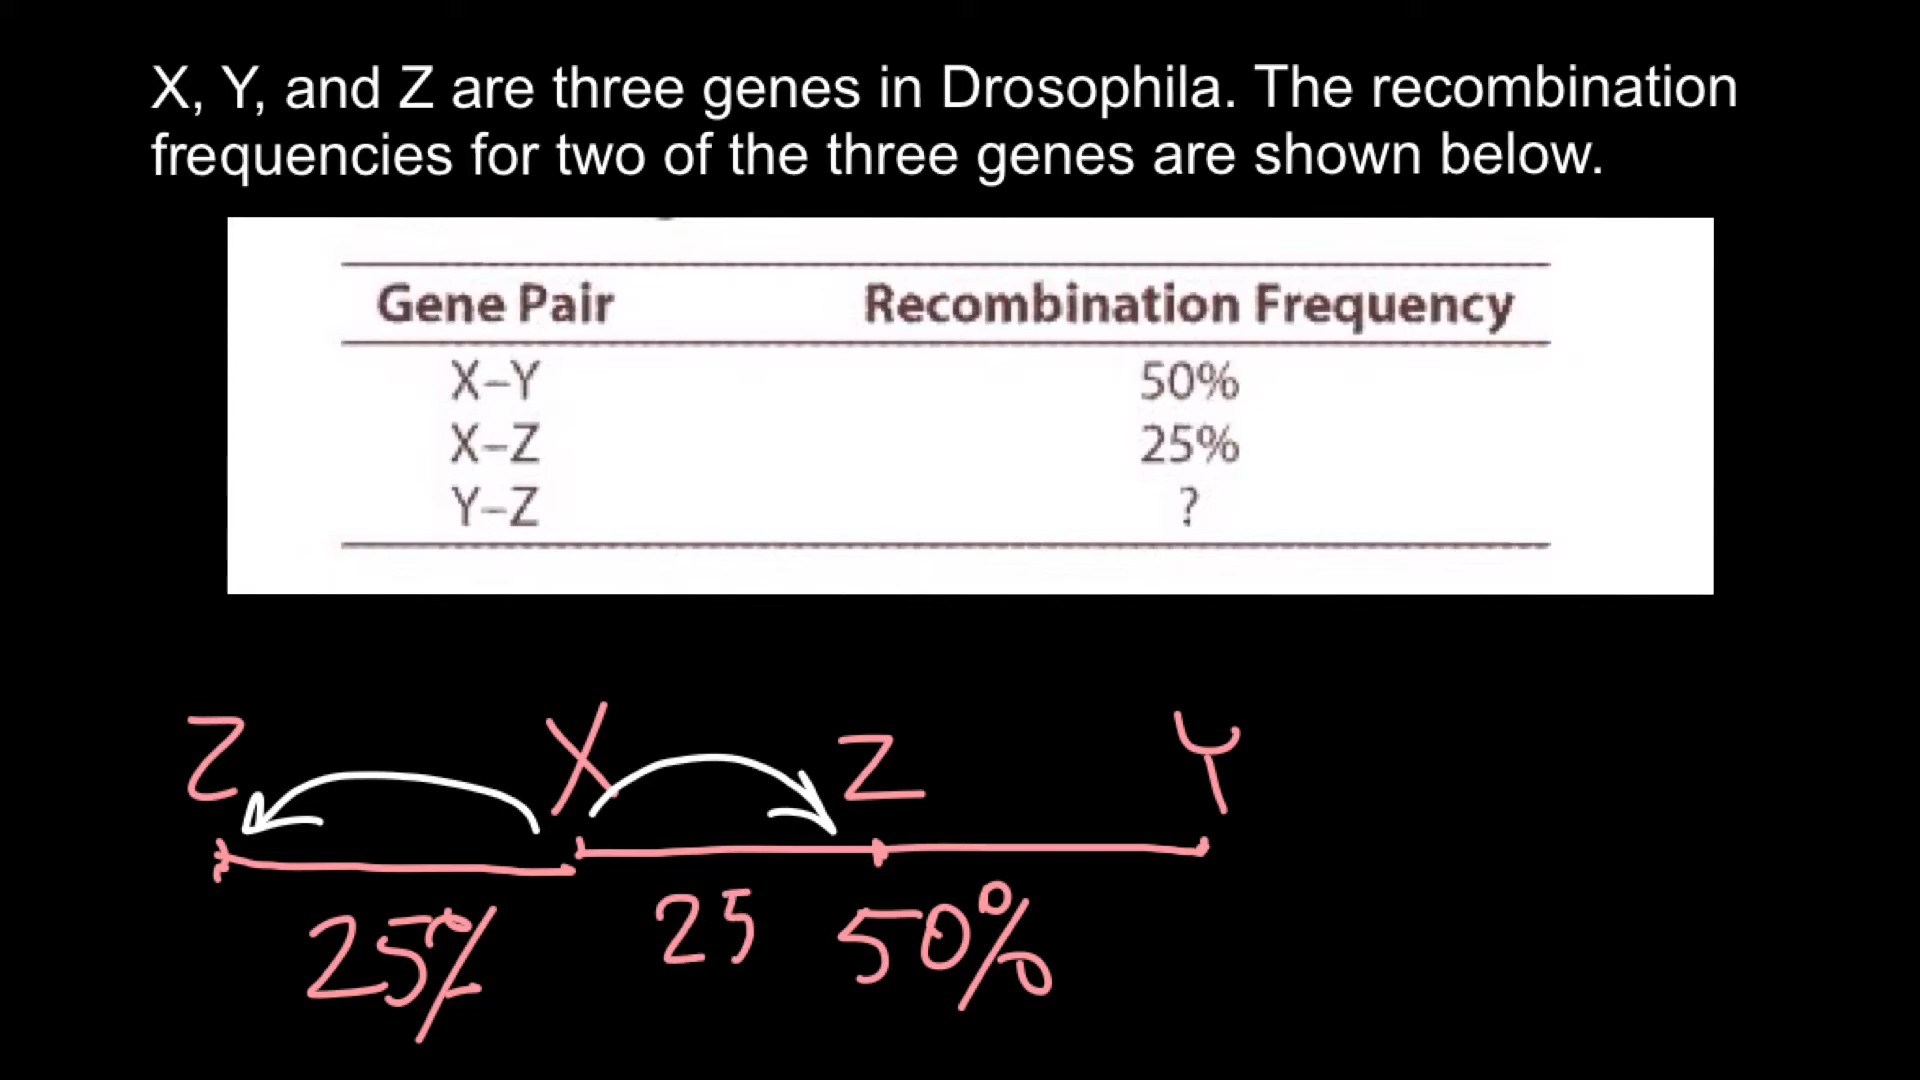 X, Y, and Z are three genes in Drosophila. The recombination
frequencies for two of the three genes are shown below.
Gene Pair Recombination Frequency
X–Y 50%
X–Z 25%
Y–Z ?
Z X Z Y
25% 25 50%